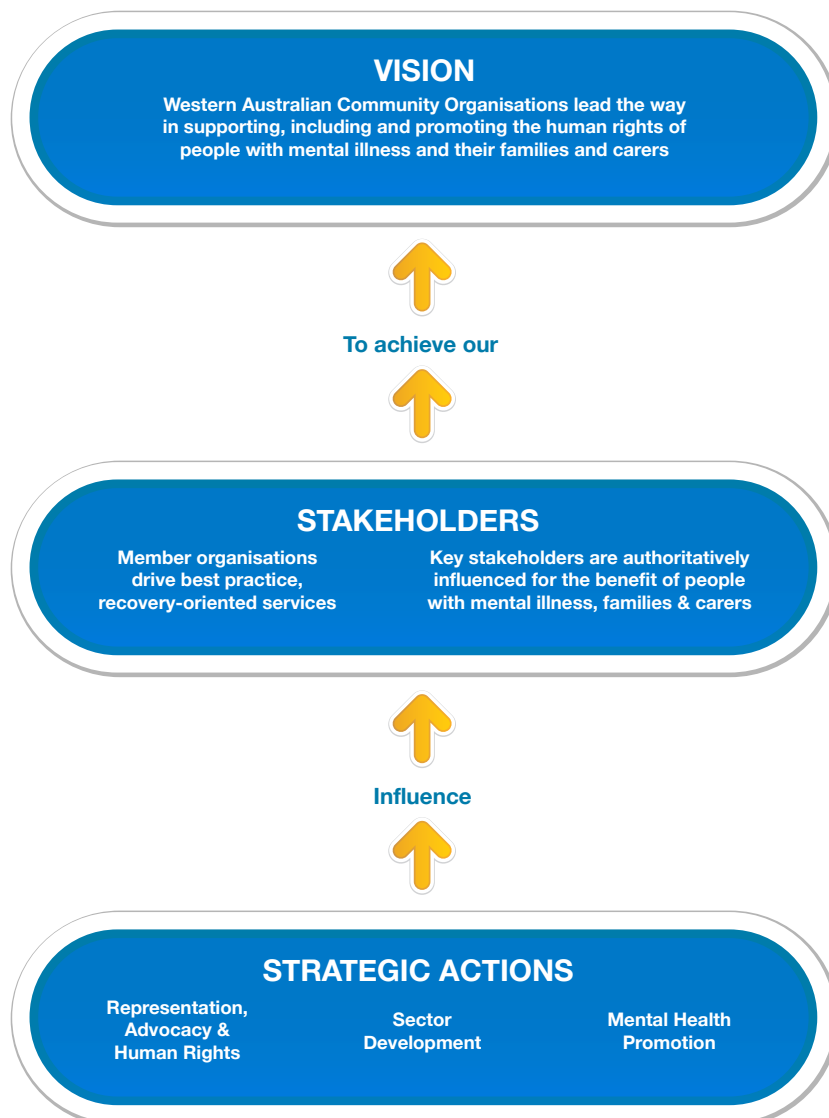 VISION
Western Australian Community Organisations lead the way
in supporting, including and promoting the human rights of
people with mental illness and their families and carers
To achieve our
STAKEHOLDERS
Member organisations
drive best practice,
recovery-oriented services
Key stakeholders are authoritatively
influenced for the benefit of people
with mental illness, families & carers
Influence
STRATEGIC ACTIONS
Representation,
Advocacy &
Human Rights
Sector
Development
Mental Health
Promotion